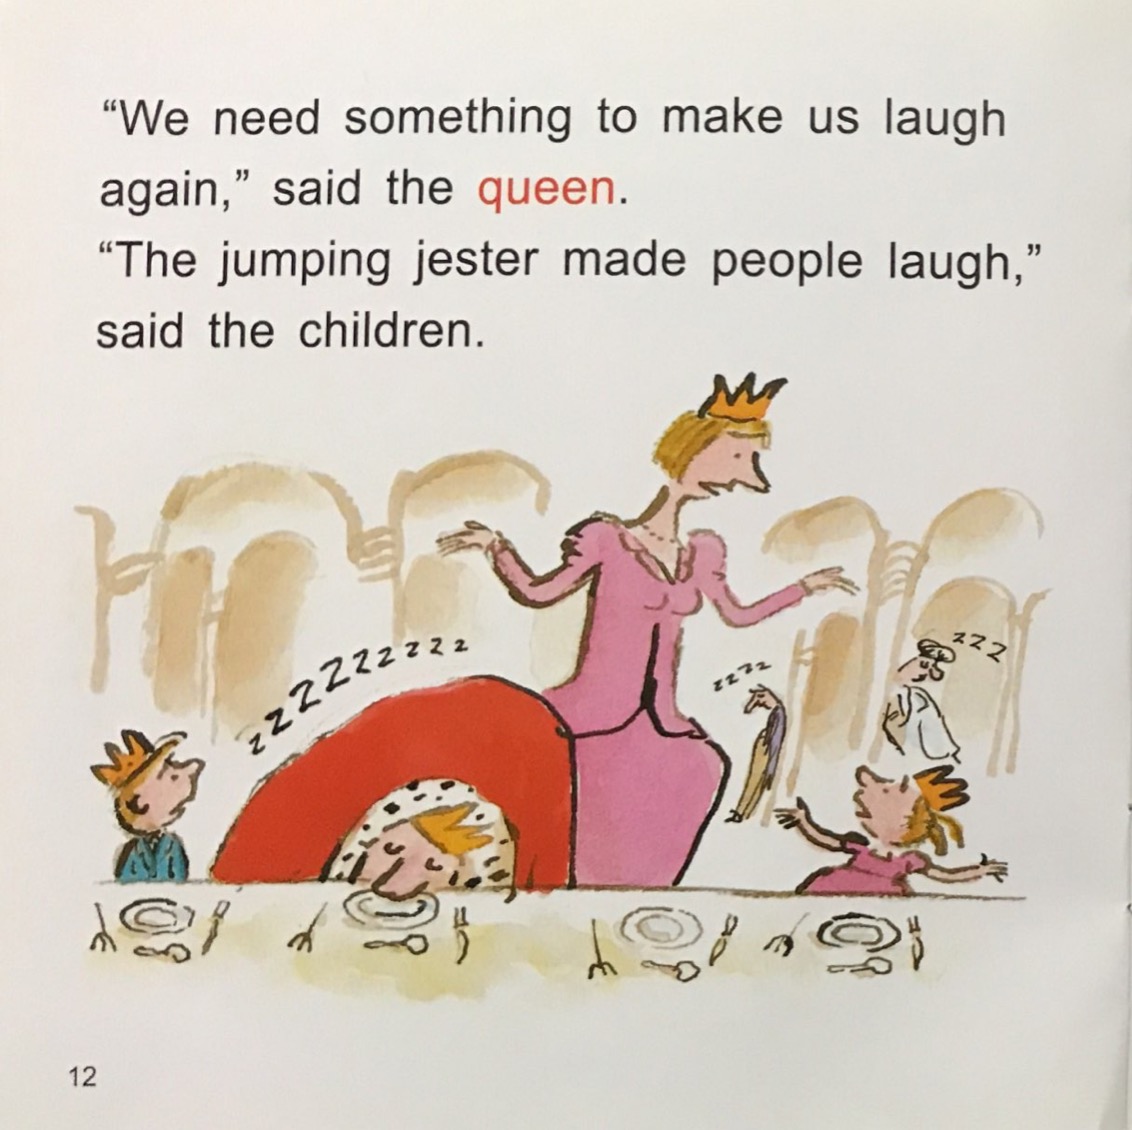 “We need something to make us laugh
again,” said the queen.
“The jumping jester made people laugh,”
said the children.
zzzzzzzzzzz
zzzz
zzz
12